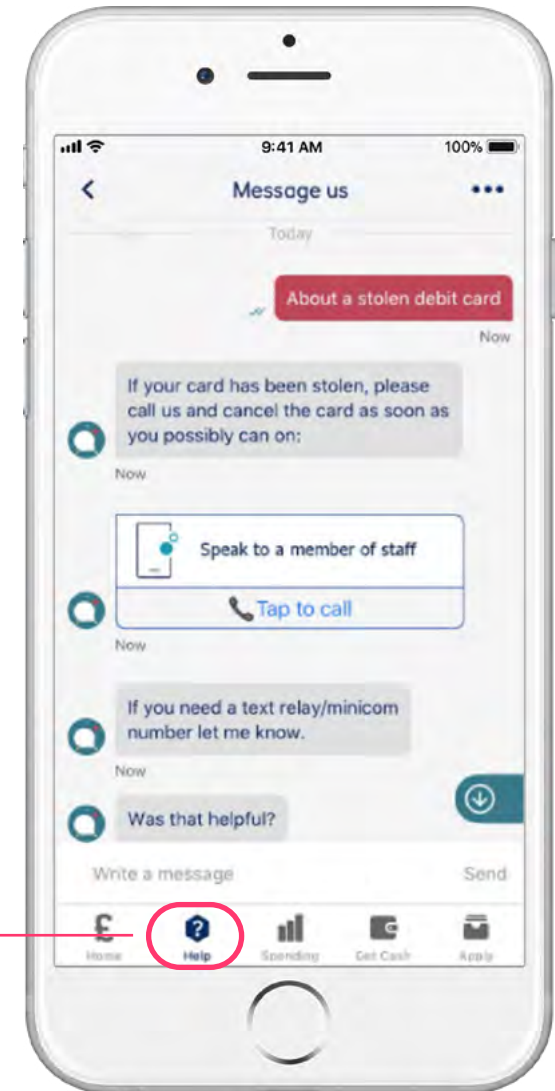 9:41 AM
100%
Message us
Today
About a stolen debit card
Now
If your card has been stolen, please
call us and cancel the card as soon as
you possibly can on:
Now
Speak to a member of staff
Tap to call
Now
If you need a text relay/minicom
number let me know.
Now
Was that helpful?
Write a message
Send
£ ?
Home Help Spending Get Cash Apply